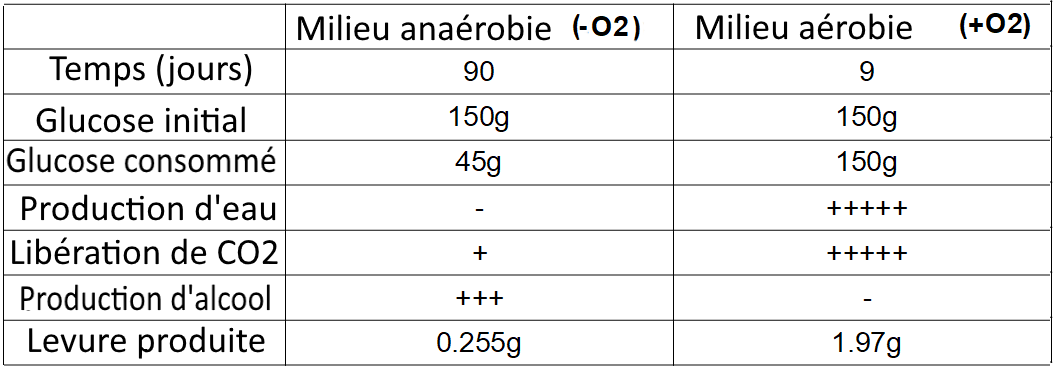 Milieu anaérobie (-O2) Milieu aérobie (+O2)
Temps (jours) 90 9
Glucose initial 150g 150g
Glucose consommé 45g 150g
Production d'eau - +++++
Libération de CO2 + +++++
Production d'alcool +++ -
Levure produite 0.255g 1.97g